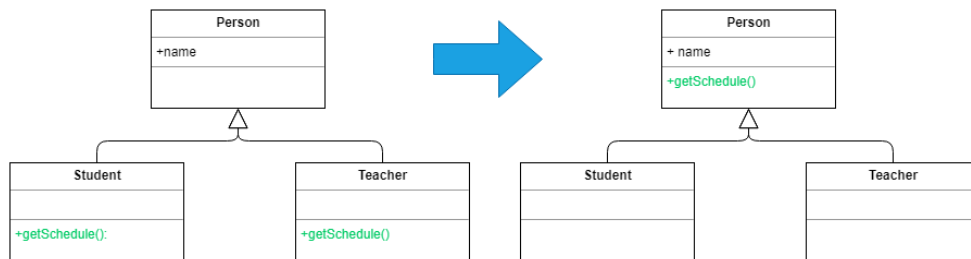 Person
+name
Student
+getSchedule():
Teacher
+getSchedule()
Person
+ name
+getSchedule()
Student
Teacher